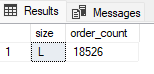 Results Messages
size order_count
1 L 18526